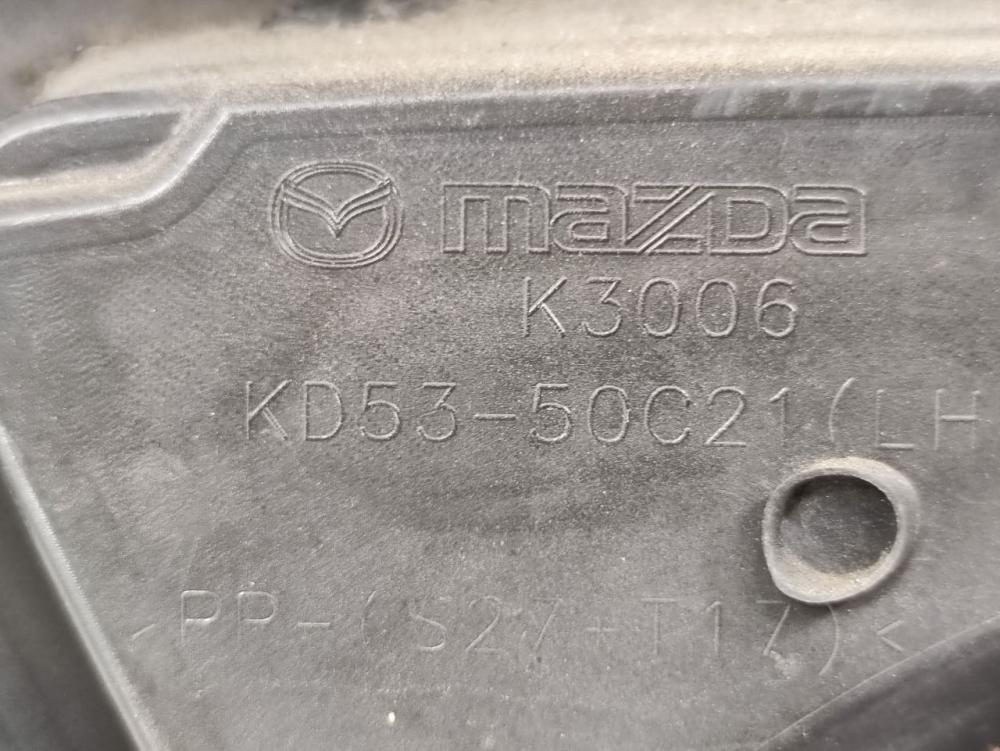 mazda
K3006
KD53-50C21(LH
>PP-(S27+T17)<